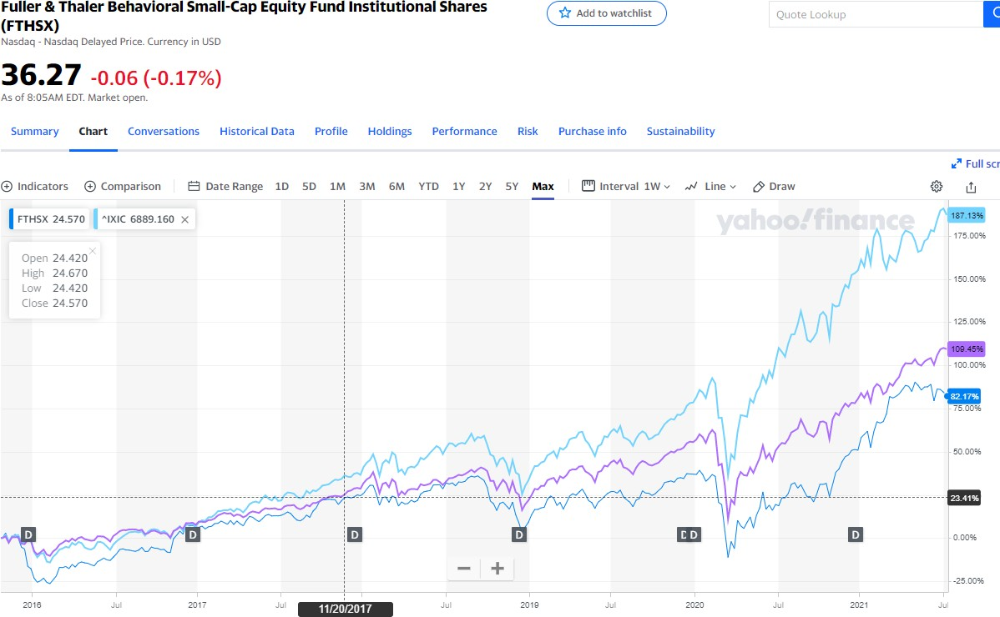 Fuller & Thaler Behavioral Small-Cap Equity Fund Institutional Shares
(FTHSX)
Add to watchlist
Quote Lookup
Nasdaq - Nasdaq Delayed Price. Currency in USD
36.27 -0.06 (-0.17%)
As of 8:05AM EDT. Market open.
Summary Chart Conversations Historical Data Profile Holdings Performance Risk Purchase info Sustainability
Full scr
Indicators Comparison Date Range 1D 5D 1M 3M 6M YTD 1Y 2Y 5Y Max Interval 1W Line Draw
FTHSX 24.570 ^IXIC 6889.160
yahoo!finance
Open 24.420
High 24.670
Low 24.420
Close 24.570
187.13%
175.00%
150.00%
125.00%
109.45%
100.00%
82.17%
75.00%
50.00%
23.41%
D D D D D D D
0.00%
-25.00%
2016 Jul 2017 Jul 11/20/2017 Jul 2019 Jul 2020 Jul 2021 Jul